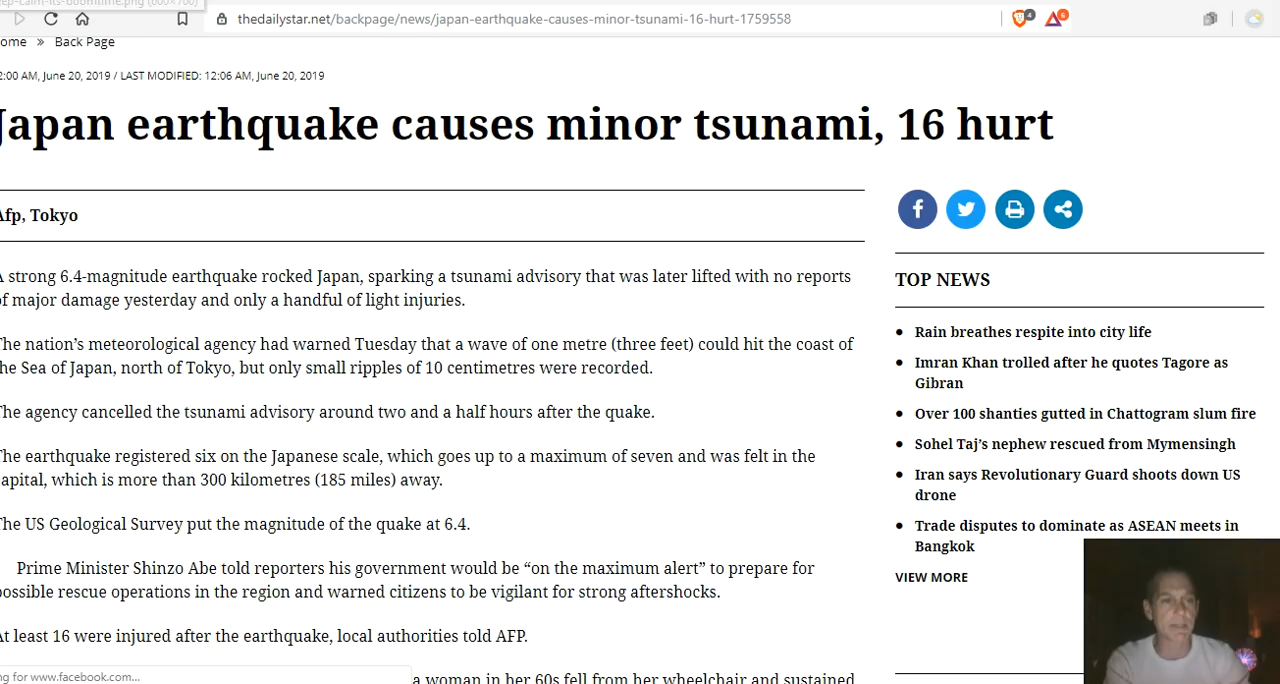 eep-calm-its-boomtime.png (600×700)
thedailystar.net/backpage/news/japan-earthquake-causes-minor-tsunami-16-hurt-1759558
4
6
ome » Back Page
2:00 AM, June 20, 2019 / LAST MODIFIED: 12:06 AM, June 20, 2019
Japan earthquake causes minor tsunami, 16 hurt
Afp, Tokyo
A strong 6.4-magnitude earthquake rocked Japan, sparking a tsunami advisory that was later lifted with no reports
of major damage yesterday and only a handful of light injuries.
The nation’s meteorological agency had warned Tuesday that a wave of one metre (three feet) could hit the coast of
the Sea of Japan, north of Tokyo, but only small ripples of 10 centimetres were recorded.
The agency cancelled the tsunami advisory around two and a half hours after the quake.
The earthquake registered six on the Japanese scale, which goes up to a maximum of seven and was felt in the
capital, which is more than 300 kilometres (185 miles) away.
The US Geological Survey put the magnitude of the quake at 6.4.
Prime Minister Shinzo Abe told reporters his government would be “on the maximum alert” to prepare for
possible rescue operations in the region and warned citizens to be vigilant for strong aftershocks.
At least 16 were injured after the earthquake, local authorities told AFP.
a woman in her 60s fell from her wheelchair and sustained
ng for www.facebook.com...
TOP NEWS
Rain breathes respite into city life
Imran Khan trolled after he quotes Tagore as
Gibran
Over 100 shanties gutted in Chattogram slum fire
Sohel Taj’s nephew rescued from Mymensingh
Iran says Revolutionary Guard shoots down US
drone
Trade disputes to dominate as ASEAN meets in
Bangkok
VIEW MORE